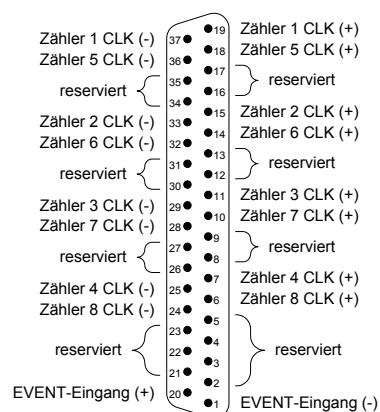 Zähler 1 CLK (-) 37 19 Zähler 1 CLK (+)
Zähler 5 CLK (-) 36 18 Zähler 5 CLK (+)
reserviert 35 34 17 16 reserviert
Zähler 2 CLK (-) 33 15 Zähler 2 CLK (+)
Zähler 6 CLK (-) 32 14 Zähler 6 CLK (+)
reserviert 31 30 13 12 reserviert
Zähler 3 CLK (-) 29 11 Zähler 3 CLK (+)
Zähler 7 CLK (-) 28 10 Zähler 7 CLK (+)
reserviert 27 26 9 8 reserviert
Zähler 4 CLK (-) 25 7 Zähler 4 CLK (+)
Zähler 8 CLK (-) 24 6 Zähler 8 CLK (+)
reserviert 23 22 21 5 4 3 2 reserviert
EVENT-Eingang (+) 20 1 EVENT-Eingang (-)